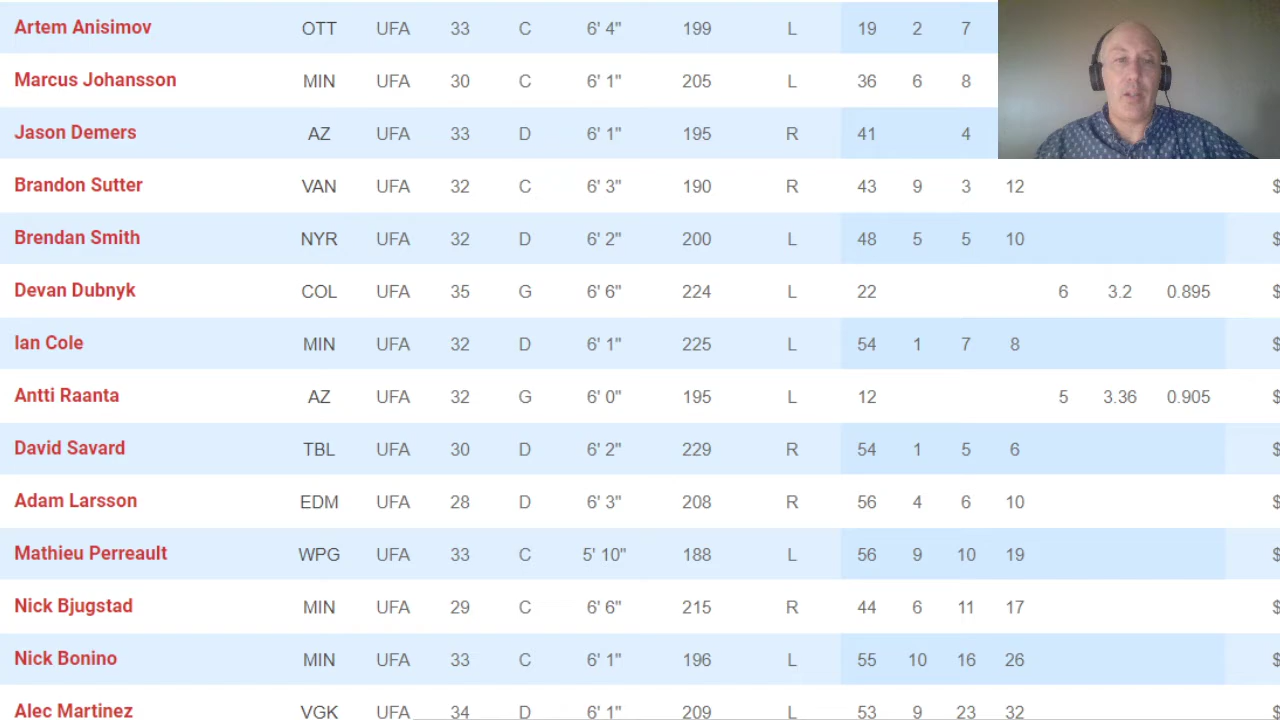 Artem Anisimov OTT UFA 33 C 6' 4" 199 L 19 2 7
Marcus Johansson MIN UFA 30 C 6' 1" 205 L 36 6 8
Jason Demers AZ UFA 33 D 6' 1" 195 R 41 4
Brandon Sutter VAN UFA 32 C 6' 3" 190 R 43 9 3 12 $
Brendan Smith NYR UFA 32 D 6' 2" 200 L 48 5 5 10 $
Devan Dubnyk COL UFA 35 G 6' 6" 224 L 22 6 3.2 0.895 $
Ian Cole MIN UFA 32 D 6' 1" 225 L 54 1 7 8 $
Antti Raanta AZ UFA 32 G 6' 0" 195 L 12 5 3.36 0.905 $
David Savard TBL UFA 30 D 6' 2" 229 R 54 1 5 6 $
Adam Larsson EDM UFA 28 D 6' 3" 208 R 56 4 6 10 $
Mathieu Perreault WPG UFA 33 C 5' 10" 188 L 56 9 10 19 $
Nick Bjugstad MIN UFA 29 C 6' 6" 215 R 44 6 11 17 $
Nick Bonino MIN UFA 33 C 6' 1" 196 L 55 10 16 26 $
Alec Martinez VGK UFA 34 D 6' 1" 209 L 53 9 23 32 $